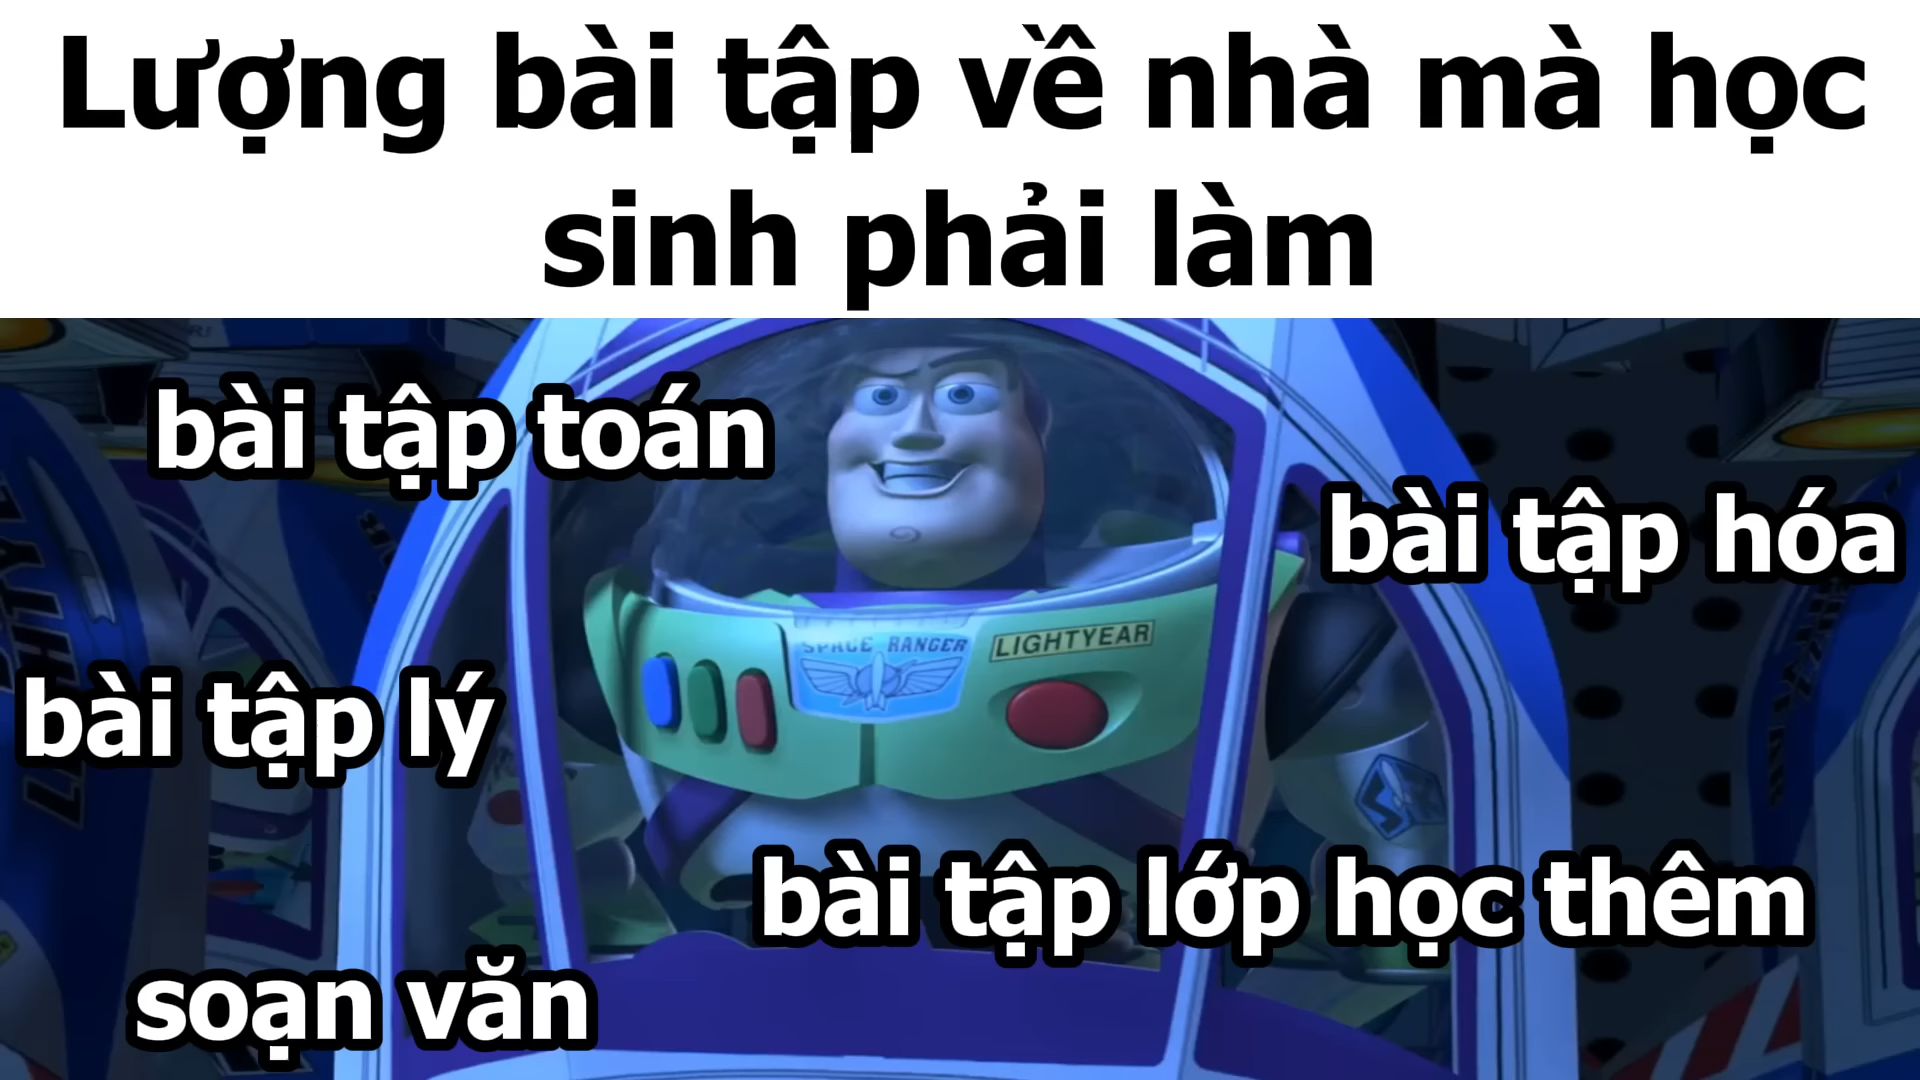 Lượng bài tập về nhà mà học
sinh phải làm
bài tập toán
bài tập hóa
SPACE RANGER
LIGHTYEAR
bài tập lý
bài tập lớp học thêm
soạn văn